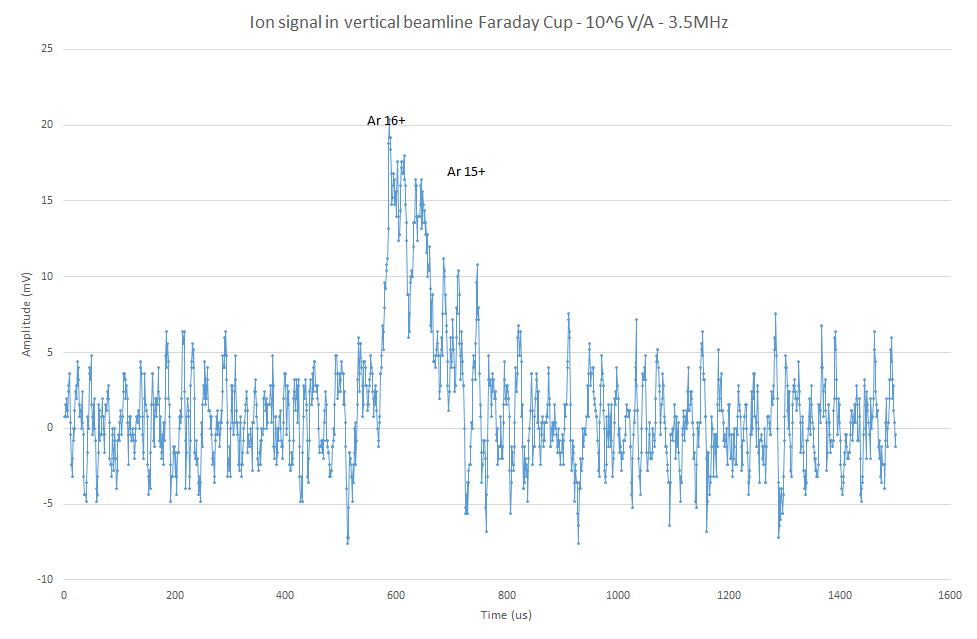 Ion signal in vertical beamline Faraday Cup - 10^6 V/A - 3.5MHz
25
20
15
10
5
0
-5
-10
Amplitude (mV)
Ar 16+
Ar 15+
0 200 400 600 800 1000 1200 1400 1600
Time (us)